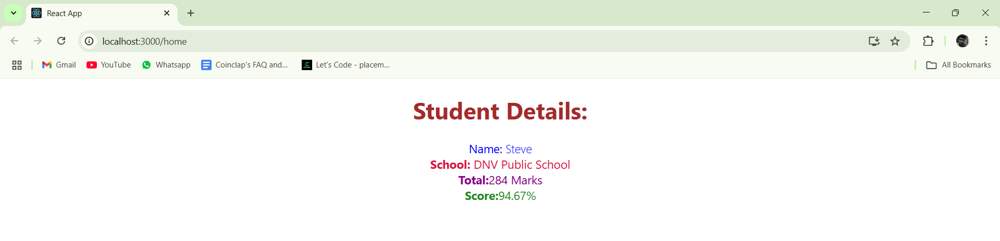 React App
localhost:3000/home
Gmail YouTube Whatsapp Coinclap's FAQ and... Let's Code - placem... All Bookmarks
Student Details:
Name: Steve
School: DNV Public School
Total:284 Marks
Score:94.67%